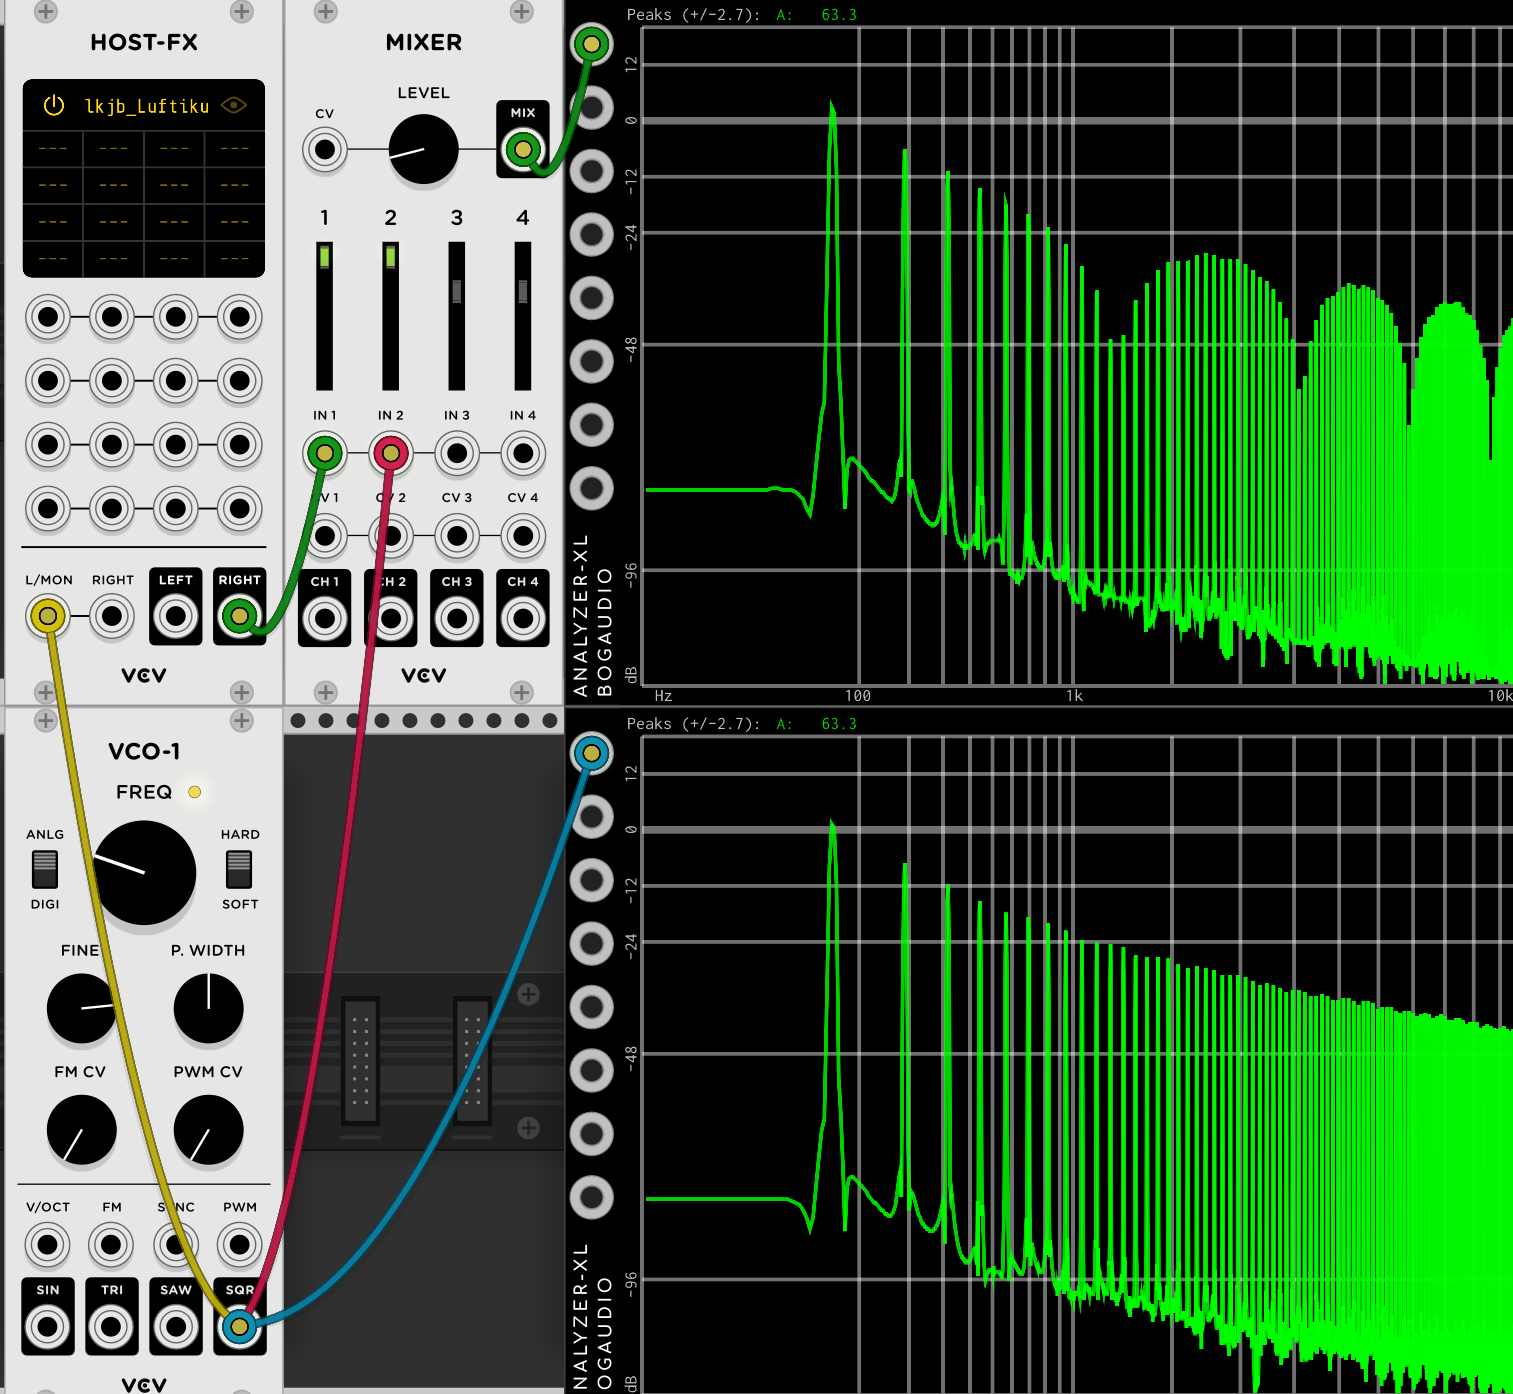 HOST-FX
lkjb_Luftiku
--- --- --- ---
--- --- --- ---
--- --- --- ---
--- --- --- ---
L/MON RIGHT LEFT RIGHT
VCV
MIXER
LEVEL
CV MIX
1 2 3 4
IN 1 IN 2 IN 3 IN 4
V 1 CV 2 CV 3 CV 4
CH 1 CH 2 CH 3 CH 4
VCV
ANALYZER-XL
BOGAUDIO
Peaks (+/-2.7): A: 63.3
12
0
-12
-24
-48
-96
dB
Hz 100 1k 10k
VCO-1
FREQ
ANLG HARD
DIGI SOFT
FINE P. WIDTH
FM CV PWM CV
V/OCT FM SYNC PWM
SIN TRI SAW SQR
VCV
NALYZER-XL
OGAUDIO
Peaks (+/-2.7): A: 63.3
12
0
-12
-24
-48
-96
dB